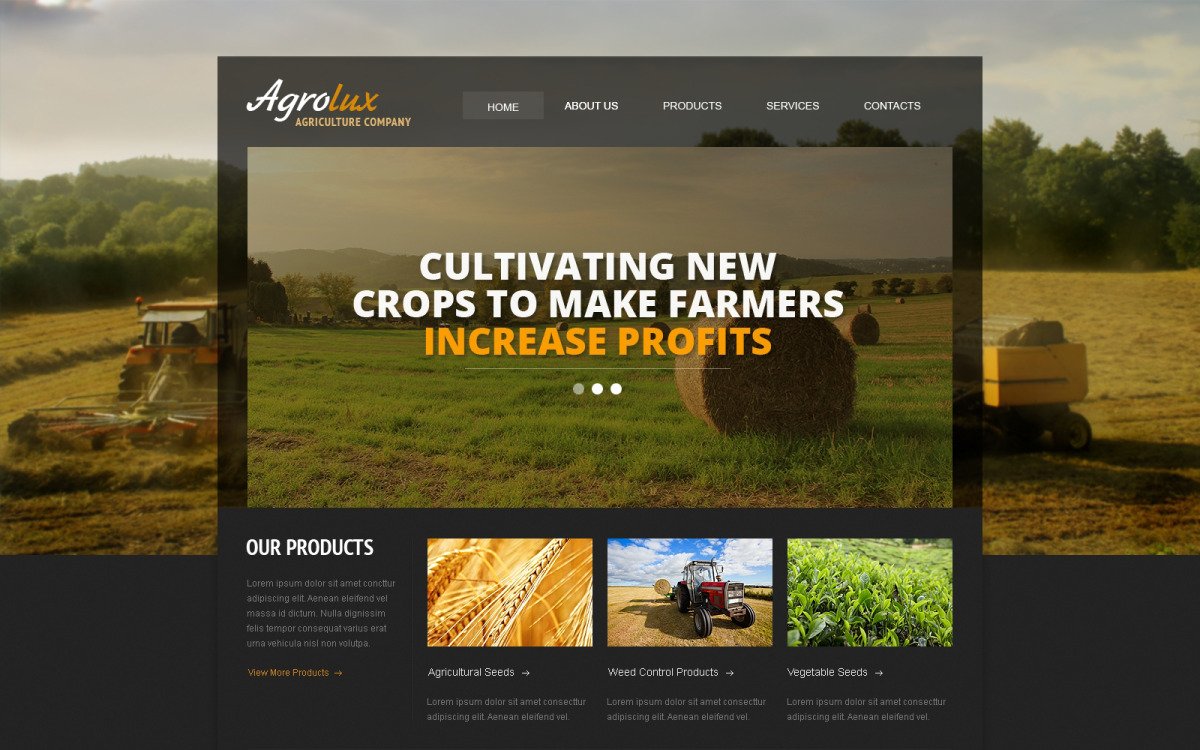 Agrolux
AGRICULTURE COMPANY
HOME
ABOUT US
PRODUCTS
SERVICES
CONTACTS
CULTIVATING NEW
CROPS TO MAKE FARMERS
INCREASE PROFITS
OUR PRODUCTS
Lorem ipsum dolor sit amet concttur
adipiscing elit. Aenean eleifend vel
massa id dictum. Nulla dignissim
felis tempor consequat varius erat
urna vehicula nisl non volutpa.
View More Products →
Agricultural Seeds →
Lorem ipsum dolor sit amet consecttur
adipiscing elit. Aenean eleifend vel.
Weed Control Products →
Lorem ipsum dolor sit amet consecttur
adipiscing elit. Aenean eleifend vel.
Vegetable Seeds →
Lorem ipsum dolor sit amet consecttur
adipiscing elit. Aenean eleifend vel.